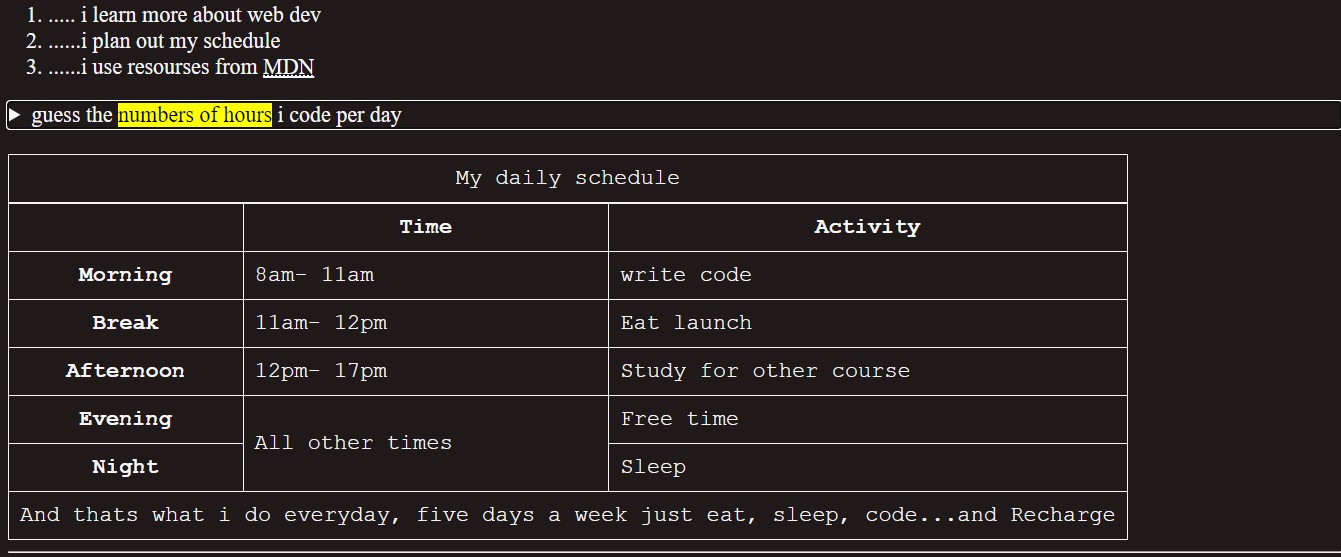 1. ..... i learn more about web dev
2. ......i plan out my schedule
3. ......i use resourses from MDN
guess the numbers of hours i code per day
My daily schedule
Time Activity
Morning 8am- 11am write code
Break 11am- 12pm Eat launch
Afternoon 12pm- 17pm Study for other course
Evening Free time
All other times
Night Sleep
And thats what i do everyday, five days a week just eat, sleep, code...and Recharge